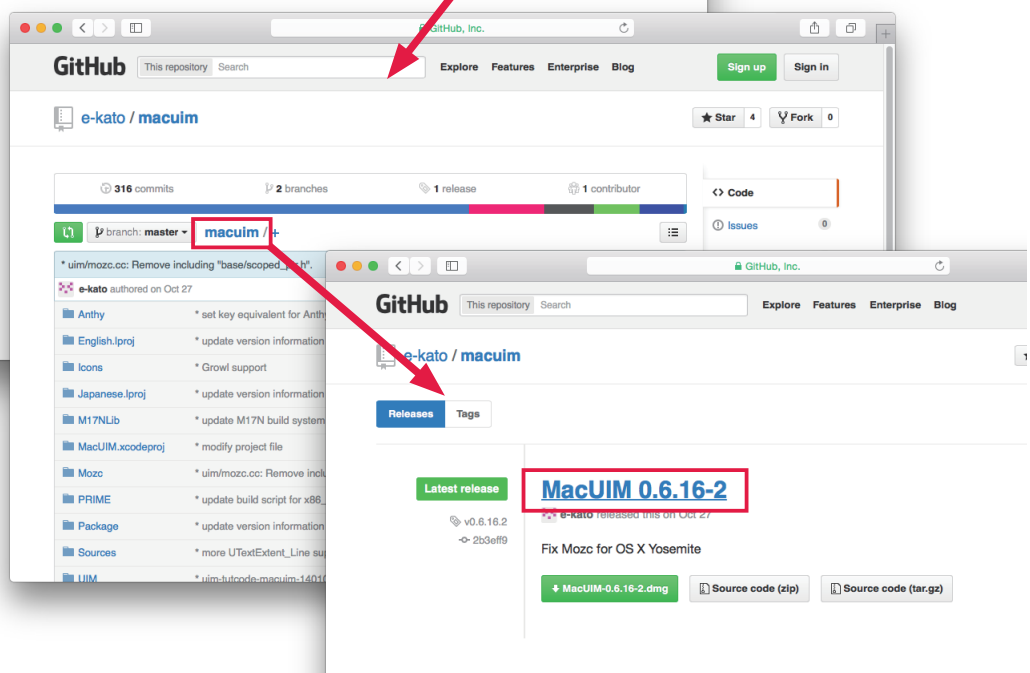 GitHub, Inc.
GitHub This repository Search Explore Features Enterprise Blog Sign up Sign in
e-kato / macuim Star 4 Fork 0
316 commits 2 branches 1 release 1 contributor
<> Code
Issues 0
branch: master macuim / +
* uim/mozc.cc: Remove including "base/scoped_ptr.h".
e-kato authored on Oct 27
Anthy * set key equivalent for Anth
English.lproj * update version information
Icons * Growl support
Japanese.lproj * update version information
M17NLib * update M17N build system
MacUIM.xcodeproj * modify project file
Mozc * uim/mozc.cc: Remove inclu
PRIME * update build script for x86_
Package * update version information
Sources * more UTextExtent_Line sup
UIM * uim-tutcode-macuim-14010
GitHub, Inc.
GitHub This repository Search Explore Features Enterprise Blog
e-kato / macuim
Releases Tags
Latest release
v0.6.16.2
2b3eff9
MacUIM 0.6.16-2
e-kato released this on Oct 27
Fix Mozc for OS X Yosemite
MacUIM-0.6.16-2.dmg Source code (zip) Source code (tar.gz)